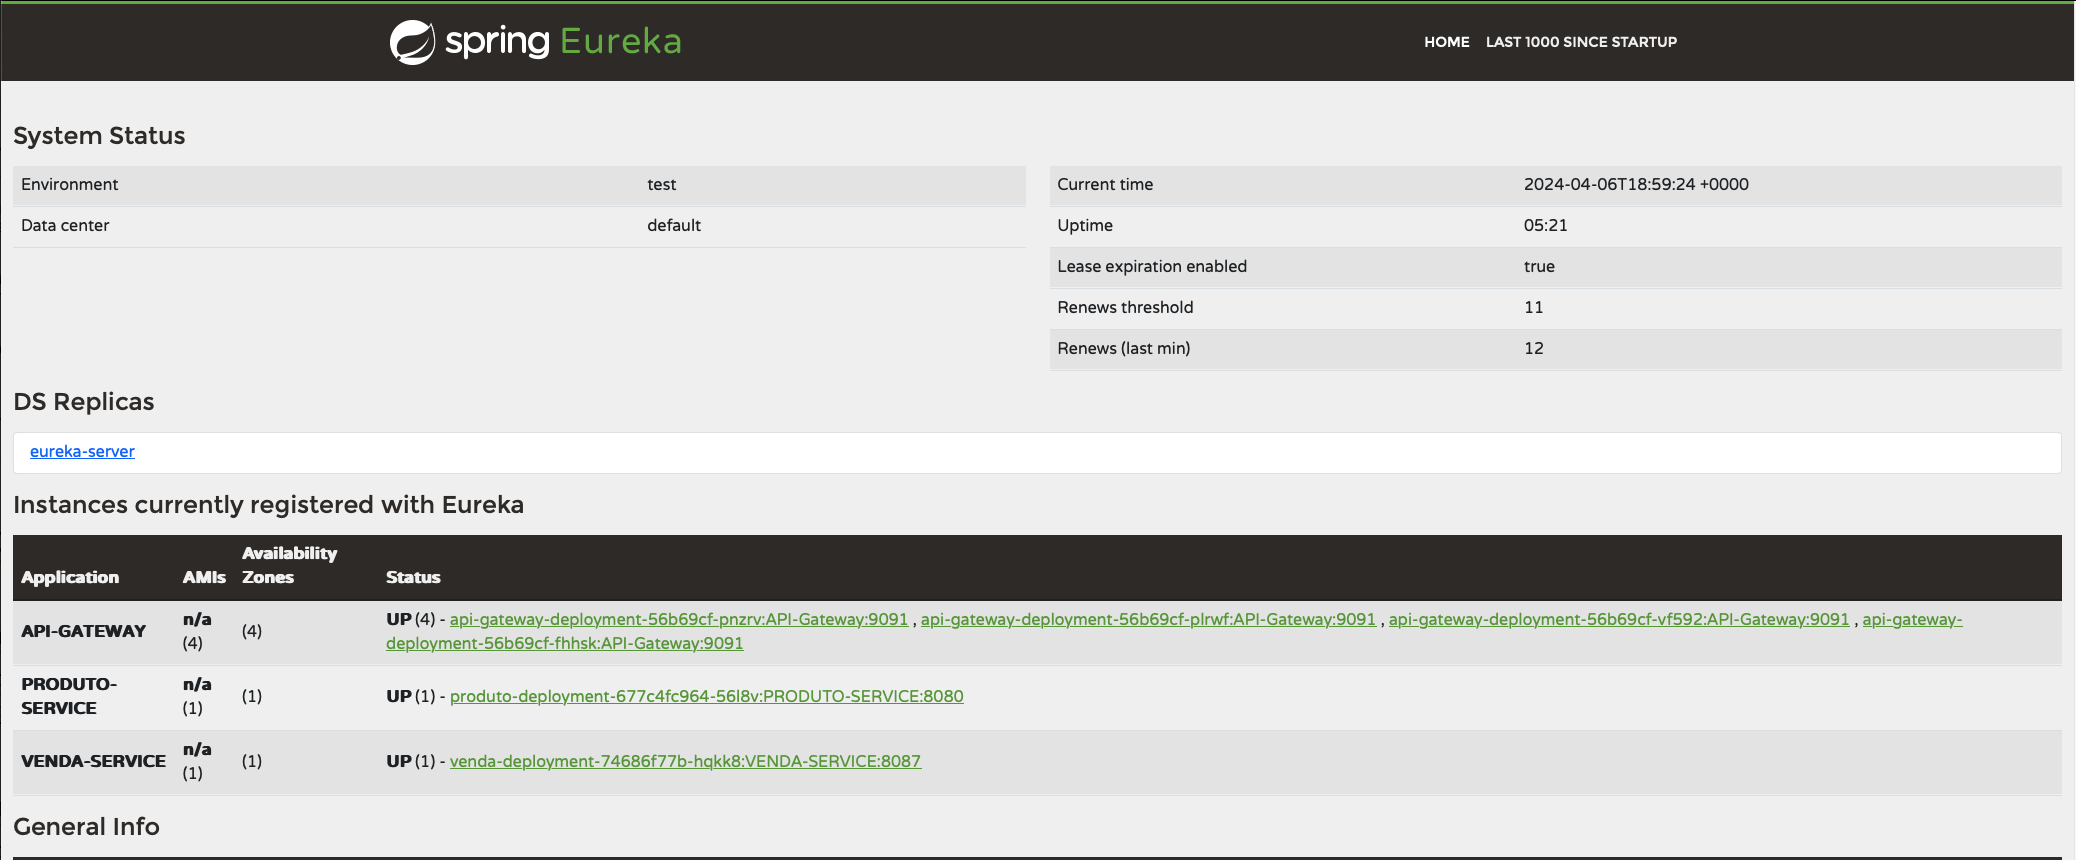 spring Eureka
HOME LAST 1000 SINCE STARTUP
System Status
Environment test
Data center default
Current time 2024-04-06T18:59:24 +0000
Uptime 05:21
Lease expiration enabled true
Renews threshold 11
Renews (last min) 12
DS Replicas
eureka-server
Instances currently registered with Eureka
Application AMIs Availability Zones Status
API-GATEWAY n/a (4) (4) UP (4) - api-gateway-deployment-56b69cf-pnzrv:API-Gateway:9091 , api-gateway-deployment-56b69cf-plrwf:API-Gateway:9091 , api-gateway-deployment-56b69cf-vf592:API-Gateway:9091 , api-gateway-
deployment-56b69cf-fhhsk:API-Gateway:9091
PRODUTO-SERVICE n/a (1) (1) UP (1) - produto-deployment-677c4fc964-56l8v:PRODUTO-SERVICE:8080
VENDA-SERVICE n/a (1) (1) UP (1) - venda-deployment-74686f77b-hqkk8:VENDA-SERVICE:8087
General Info